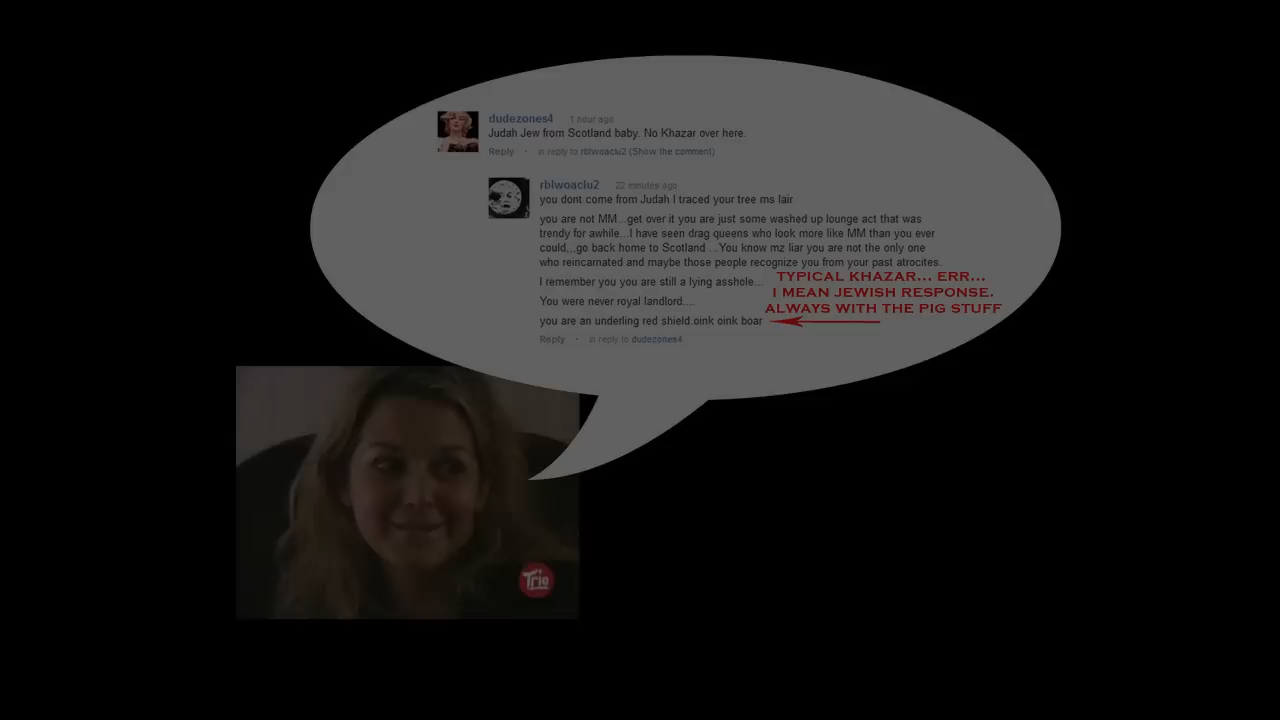 dudezones4 1 hour ago
Judah Jew from Scotland baby. No Khazar over here.
Reply · in reply to rblwoaclu2 (Show the comment)
rblwoaclu2 22 minutes ago
you dont come from Judah I traced your tree ms lair
you are not MM...get over it you are just some washed up lounge act that was
trendy for awhile...I have seen drag queens who look more like MM than you ever
could,,,go back home to Scotland ...You know mz liar you are not the only one
who reincarnated and maybe those people recognize you from your past atrocites.
I remember you you are still a lying asshole...
You were never royal landlord....
you are an underling red shield.oink oink boar
Reply · in reply to dudezones4
TYPICAL KHAZAR... ERR...
I MEAN JEWISH RESPONSE.
ALWAYS WITH THE PIG STUFF
Trio